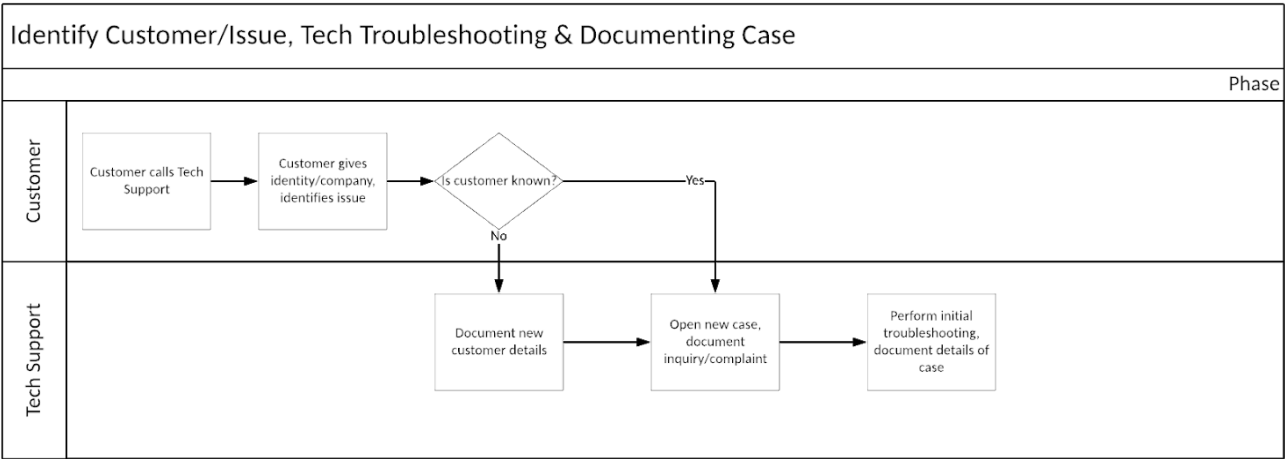 Identify Customer/Issue, Tech Troubleshooting & Documenting Case
Phase
Customer
Customer calls Tech
Support
Customer gives
identity/company,
identifies issue
Is customer known?
Yes
No
Tech Support
Document new
customer details
Open new case,
document
inquiry/complaint
Perform initial
troubleshooting,
document details of
case